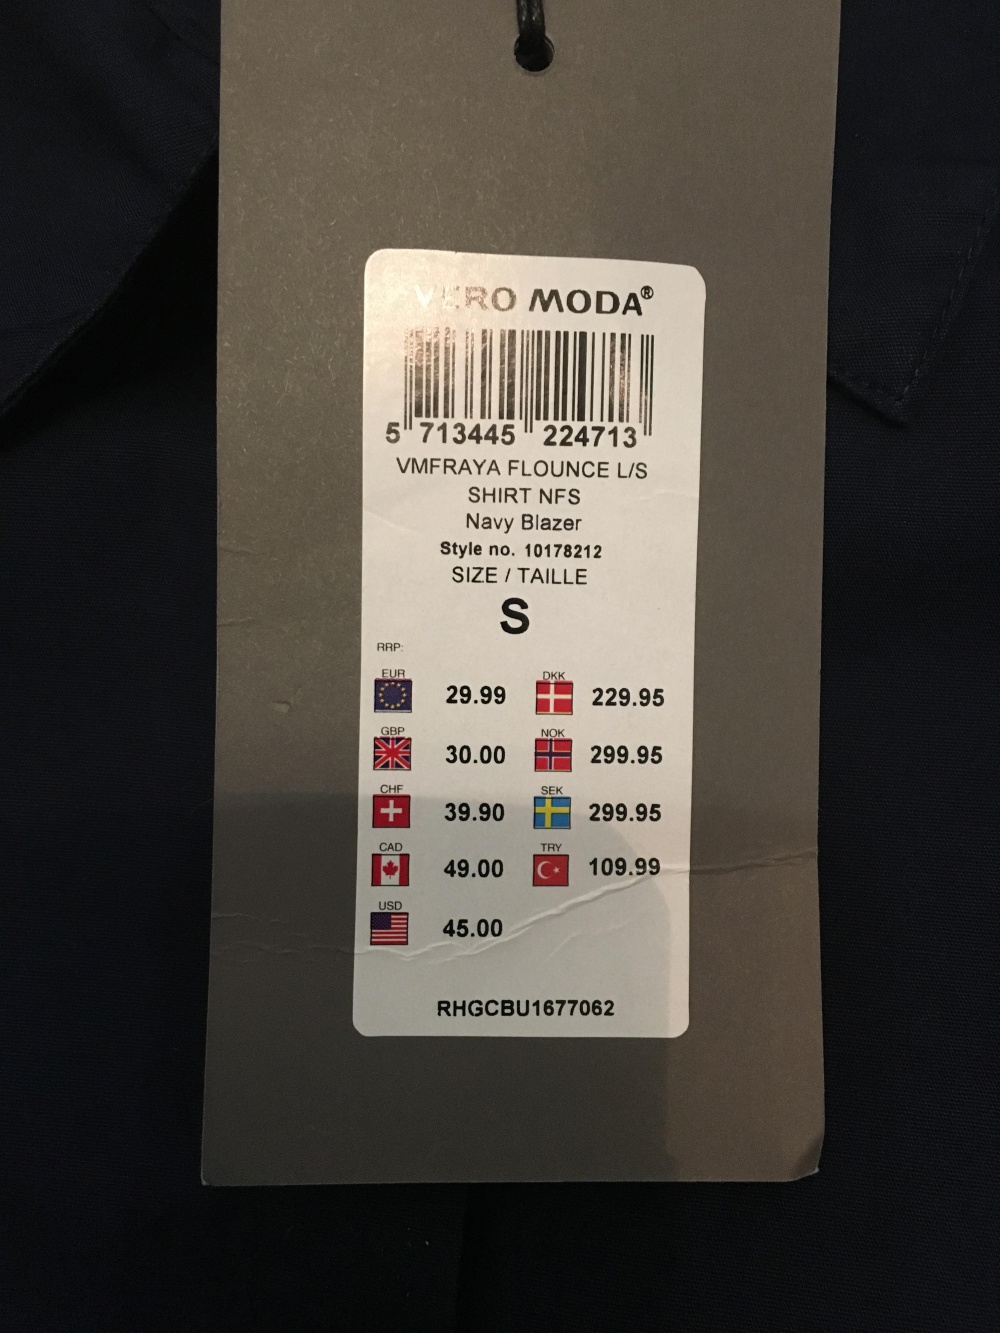 VERO MODA®
5 713445 224713
VMFRAYA FLOUNCE L/S
SHIRT NFS
Navy Blazer
Style no. 10178212
SIZE / TAILLE
S
RRP:
EUR 29.99 DKK 229.95
GBP 30.00 NOK 299.95
CHF 39.90 SEK 299.95
CAD 49.00 TRY 109.99
USD 45.00
RHGCBU1677062